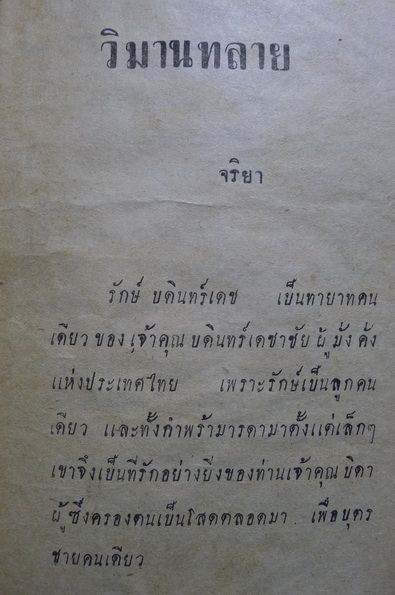 วิมานทลาย
จริยา
รักษ์ บดินทร์เดช เป็นทายาทคน
เดียว ของ เจ้าคุณ บดินทร์เดชาชัย ผู้ มั่ง คั่ง
แห่งประเทศไทย เพราะรักษ์เป็นลูกคน
เดียว และทั้งกำพร้ามารดามาตั้งแต่เล็กๆ
เขาจึงเป็นที่รักอย่างยิ่งของท่านเจ้าคุณ บิดา
ผู้ซึ่งครองตนเป็นโสดตลอดมา เพื่อบุตร
ชายคนเดียว